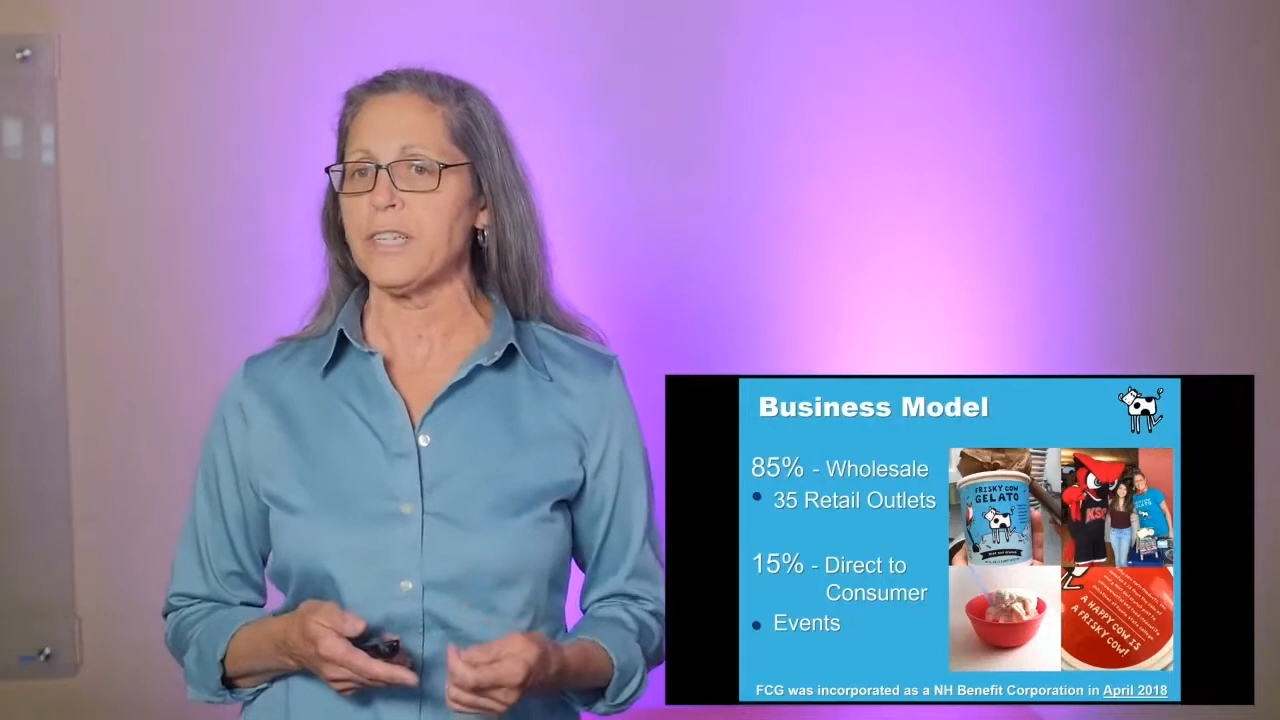 Business Model
85% - Wholesale
• 35 Retail Outlets
15% - Direct to
Consumer
• Events
FRISKY COW
GELATO
KSC
A HAPPY COW IS
A FRISKY COW!
FCG was incorporated as a NH Benefit Corporation in April 2018